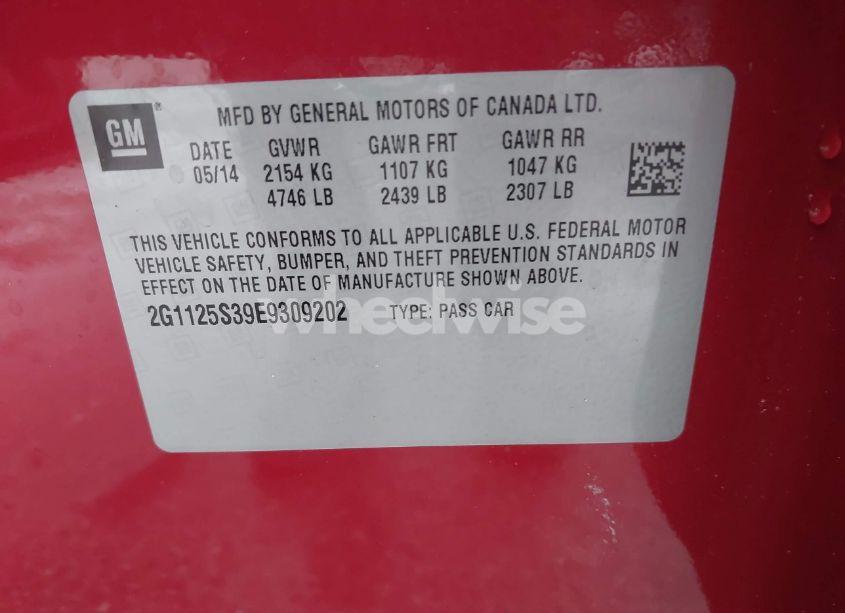 GM
MFD BY GENERAL MOTORS OF CANADA LTD.
DATE GVWR GAWR FRT GAWR RR
05/14 2154 KG 1107 KG 1047 KG
4746 LB 2439 LB 2307 LB
THIS VEHICLE CONFORMS TO ALL APPLICABLE U.S. FEDERAL MOTOR
VEHICLE SAFETY, BUMPER, AND THEFT PREVENTION STANDARDS IN
EFFECT ON THE DATE OF MANUFACTURE SHOWN ABOVE.
2G1125S39E9309202 TYPE: PASS CAR
wheelwise